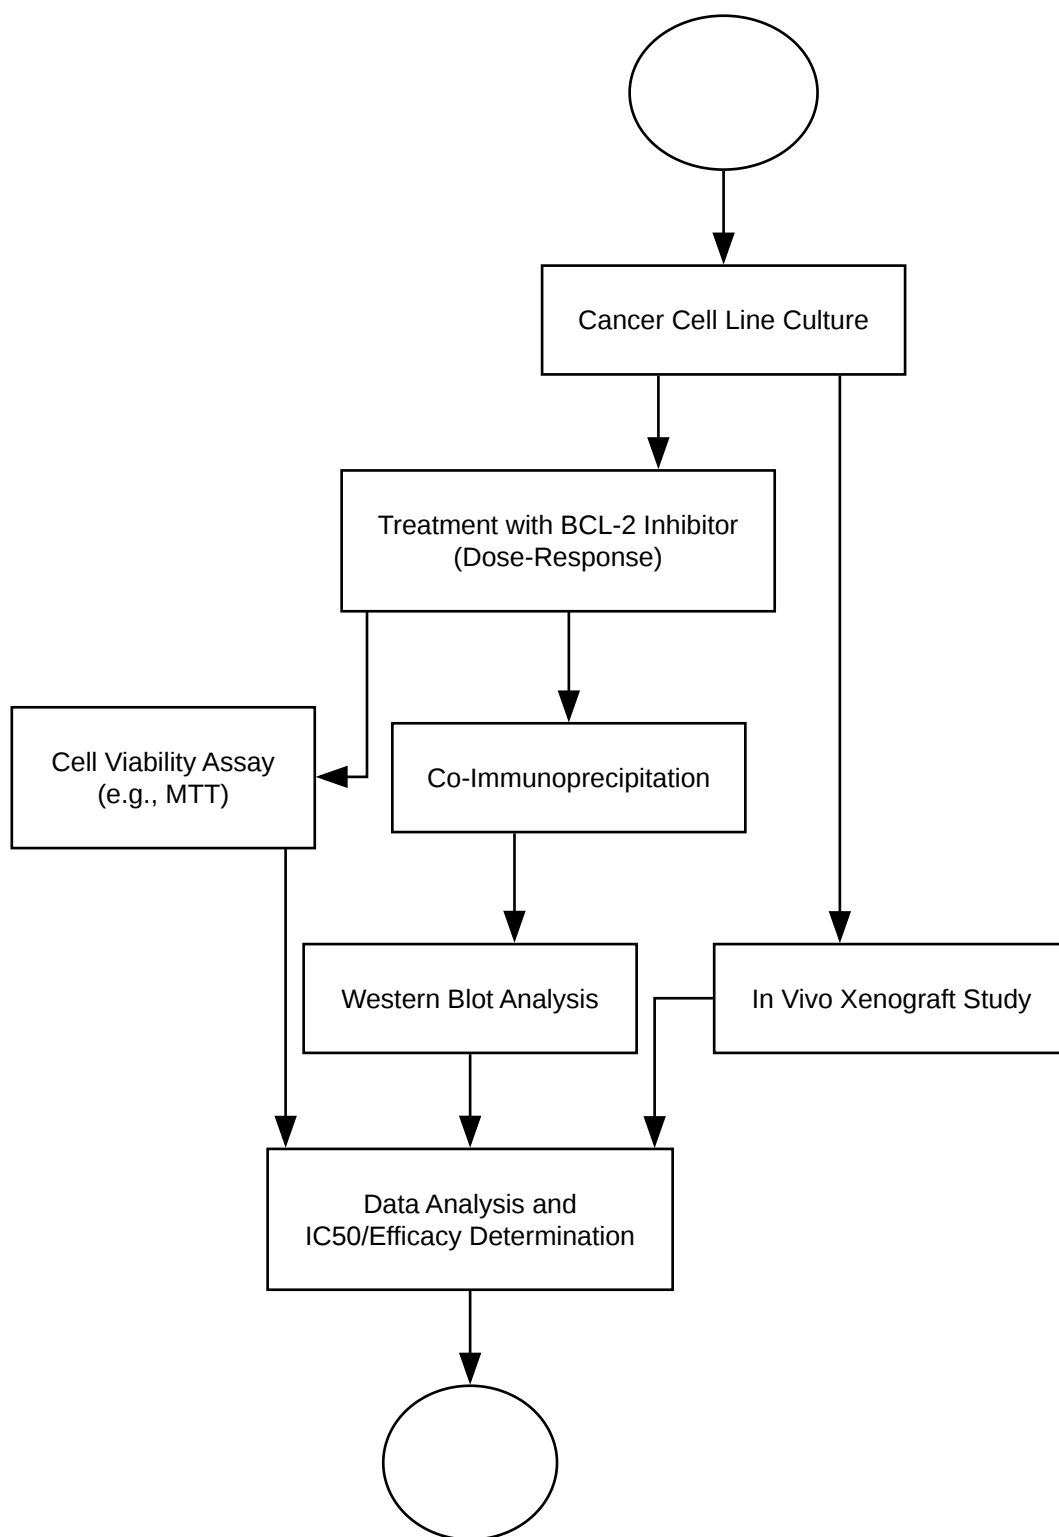 Cancer Cell Line Culture
Treatment with BCL-2 Inhibitor
(Dose-Response)
Cell Viability Assay
(e.g., MTT)
Co-Immunoprecipitation
Western Blot Analysis
In Vivo Xenograft Study
Data Analysis and
IC50/Efficacy Determination